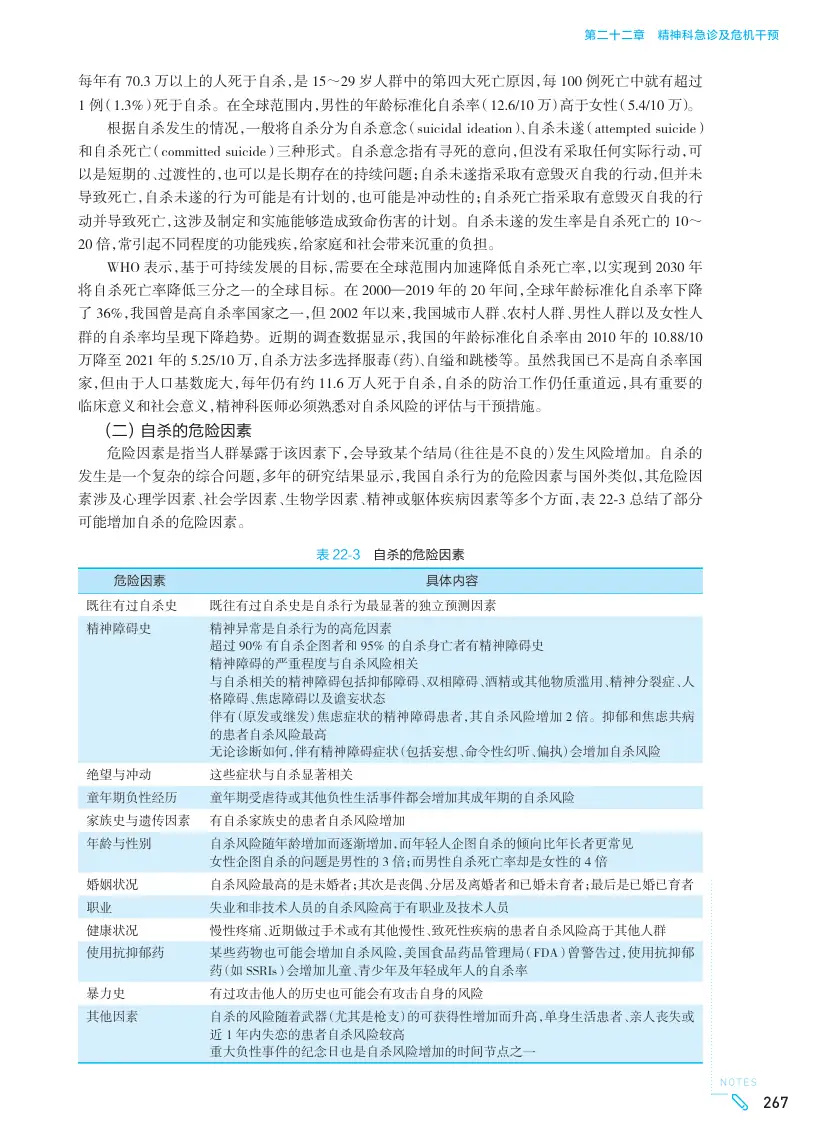 第二十二章 精神科急诊及危机干预
每年有 70.3 万以上的人死于自杀，是 15～29 岁人群中的第四大死亡原因，每 100 例死亡中就有超过
1 例（1.3%）死于自杀。在全球范围内，男性的年龄标准化自杀率（12.6/10 万）高于女性（5.4/10 万）。
根据自杀发生的情况，一般将自杀分为自杀意念（suicidal ideation）、自杀未遂（attempted suicide）
和自杀死亡（committed suicide）三种形式。自杀意念指有寻死的意向，但没有采取任何实际行动，可
以是短期的、过渡性的，也可以是长期存在的持续问题；自杀未遂指采取有意毁灭自我的行动，但并未
导致死亡，自杀未遂的行为可能是有计划的，也可能是冲动性的；自杀死亡指采取有意毁灭自我的行
动并导致死亡，这涉及制定和实施能够造成致命伤害的计划。自杀未遂的发生率是自杀死亡的 10～
20 倍，常引起不同程度的功能残疾，给家庭和社会带来沉重的负担。
WHO 表示，基于可持续发展的目标，需要在全球范围内加速降低自杀死亡率，以实现到 2030 年
将自杀死亡率降低三分之一的全球目标。在 2000—2019 年的 20 年间，全球年龄标准化自杀率下降
了 36%，我国曾是高自杀率国家之一，但 2002 年以来，我国城市人群、农村人群、男性人群以及女性人
群的自杀率均呈现下降趋势。近期的调查数据显示，我国的年龄标准化自杀率由 2010 年的 10.88/10
万降至 2021 年的 5.25/10 万，自杀方法多选择服毒（药）、自缢和跳楼等。虽然我国已不是高自杀率国
家，但由于人口基数庞大，每年仍有约 11.6 万人死于自杀，自杀的防治工作仍任重道远，具有重要的
临床意义和社会意义，精神科医师必须熟悉对自杀风险的评估与干预措施。
（二）自杀的危险因素
危险因素是指当人群暴露于该因素下，会导致某个结局（往往是不良的）发生风险增加。自杀的
发生是一个复杂的综合问题，多年的研究结果显示，我国自杀行为的危险因素与国外类似，其危险因
素涉及心理学因素、社会学因素、生物学因素、精神或躯体疾病因素等多个方面，表 22-3 总结了部分
可能增加自杀的危险因素。
表 22-3 自杀的危险因素
危险因素 具体内容
既往有过自杀史 既往有过自杀史是自杀行为最显著的独立预测因素
精神障碍史 精神异常是自杀行为的高危因素
超过 90% 有自杀企图者和 95% 的自杀身亡者有精神障碍史
精神障碍的严重程度与自杀风险相关
与自杀相关的精神障碍包括抑郁障碍、双相障碍、酒精或其他物质滥用、精神分裂症、人
格障碍、焦虑障碍以及谵妄状态
伴有（原发或继发）焦虑症状的精神障碍患者，其自杀风险增加 2 倍。抑郁和焦虑共病
的患者自杀风险最高
无论诊断如何，伴有精神障碍症状（包括妄想、命令性幻听、偏执）会增加自杀风险
绝望与冲动 这些症状与自杀显著相关
童年期负性经历 童年期受虐待或其他负性生活事件都会增加其成年期的自杀风险
家族史与遗传因素 有自杀家族史的患者自杀风险增加
年龄与性别 自杀风险随年龄增加而逐渐增加，而年轻人企图自杀的倾向比年长者更常见
女性企图自杀的问题是男性的 3 倍；而男性自杀死亡率却是女性的 4 倍
婚姻状况 自杀风险最高的是未婚者；其次是丧偶、分居及离婚者和已婚未育者；最后是已婚已育者
职业 失业和非技术人员的自杀风险高于有职业及技术人员
健康状况 慢性疼痛、近期做过手术或有其他慢性、致死性疾病的患者自杀风险高于其他人群
使用抗抑郁药 某些药物也可能会增加自杀风险，美国食品药品管理局（FDA）曾警告过，使用抗抑郁
药（如 SSRIs）会增加儿童、青少年及年轻成年人的自杀率
暴力史 有过攻击他人的历史也可能会有攻击自身的风险
其他因素 自杀的风险随着武器（尤其是枪支）的可获得性增加而升高，单身生活患者、亲人丧失或
近 1 年内失恋的患者自杀风险较高
重大负性事件的纪念日也是自杀风险增加的时间节点之一
NOTES
267